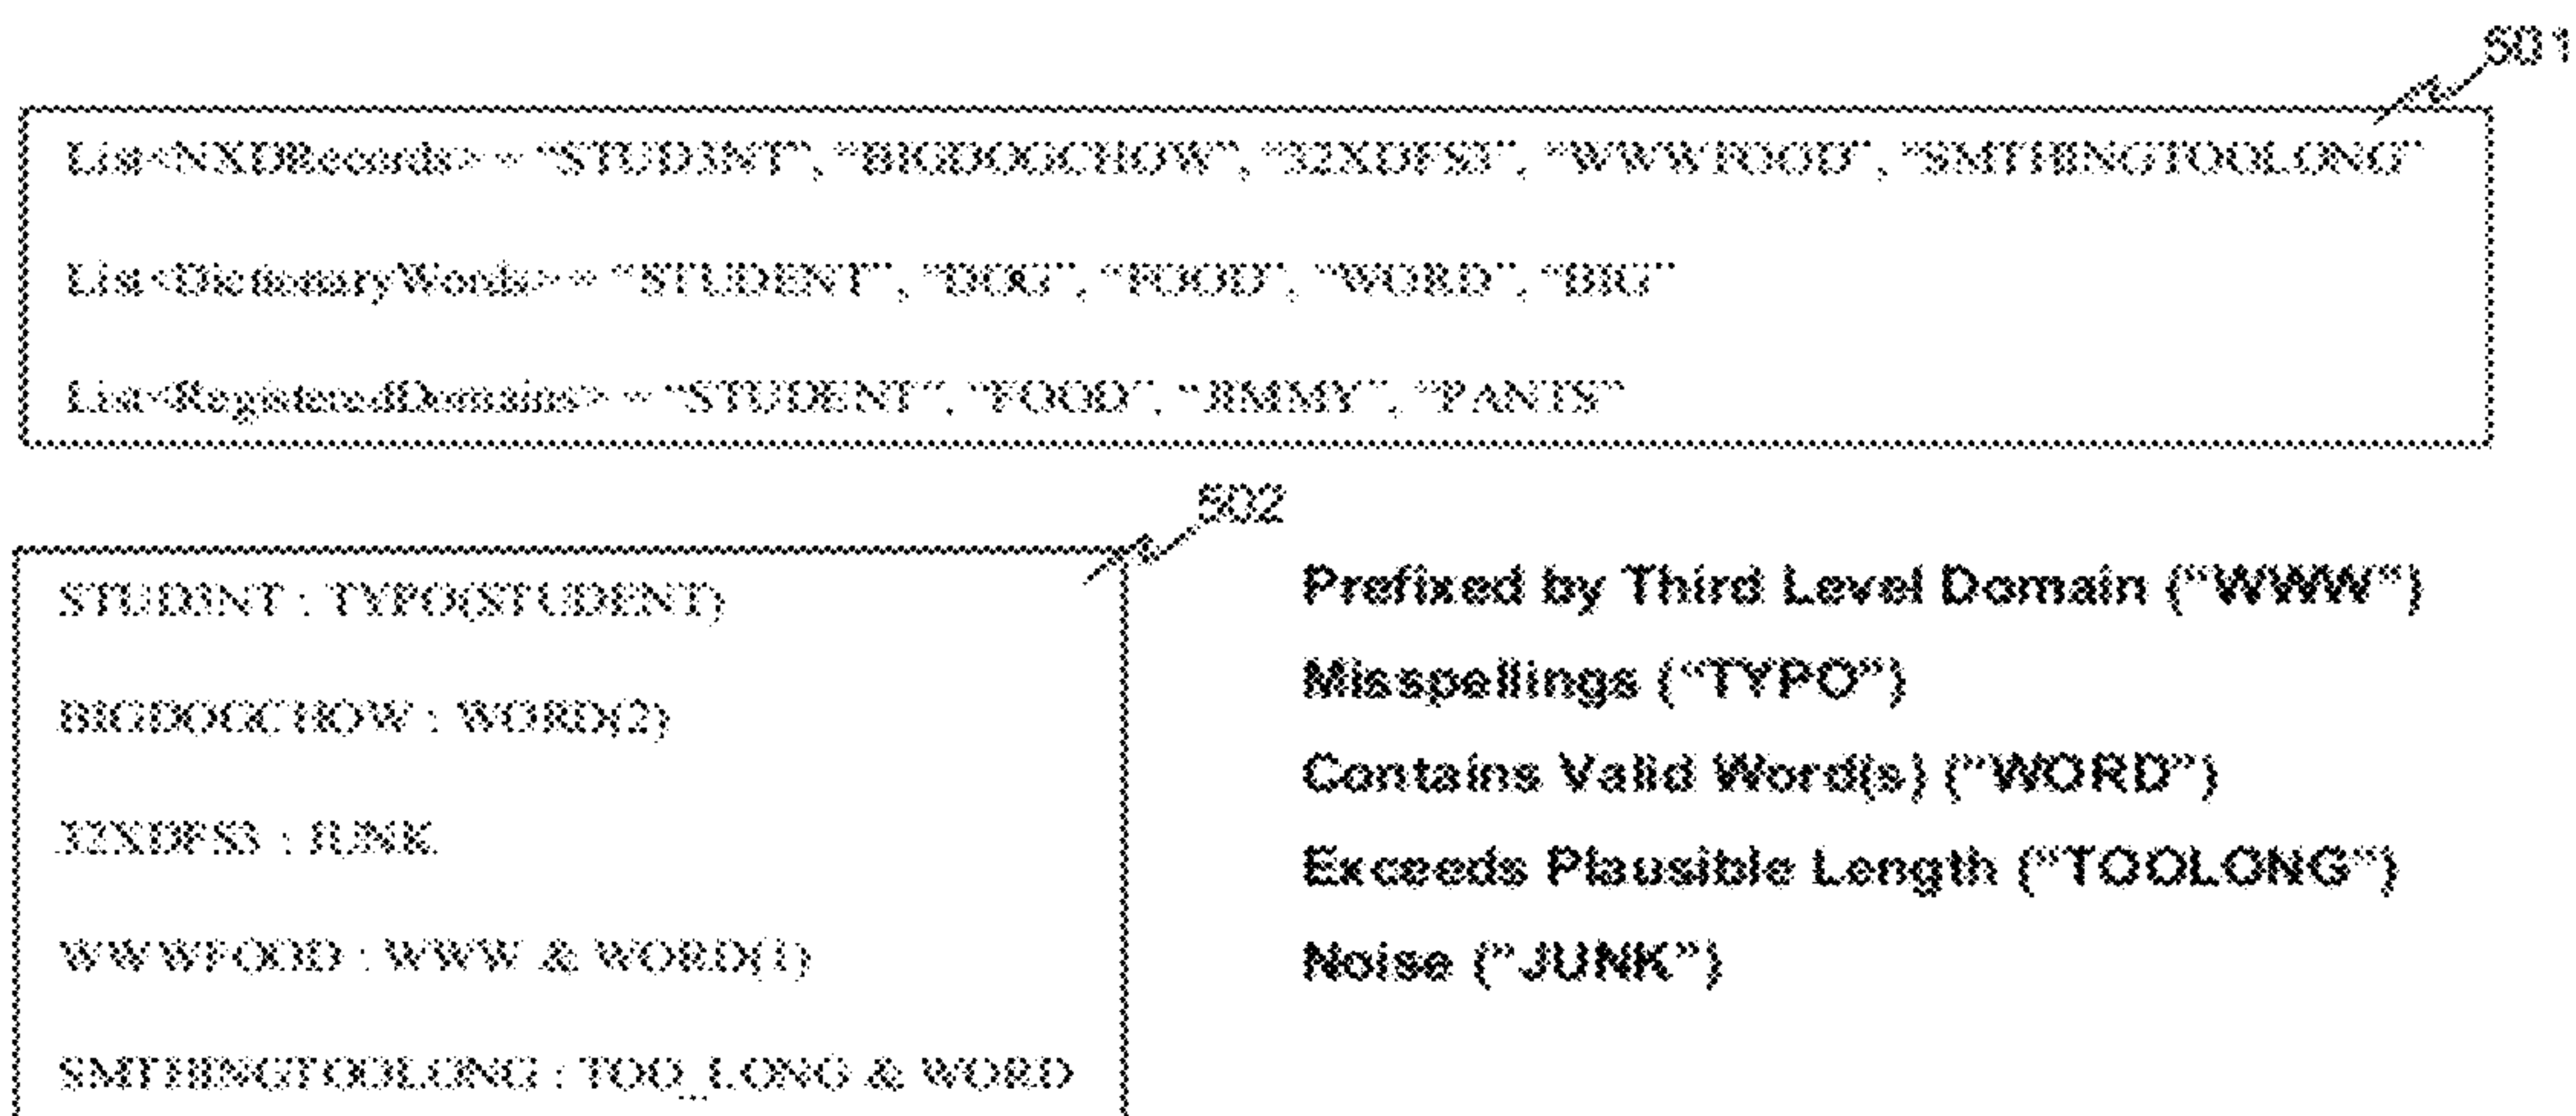 501
List<NXDRecords> = “STUD3NT”, “BIGDOGCHOW”, “32XDFS3”, “WWWFOOD”, “SMTHINGTOOLONG”
List<DictionaryWords> = “STUDENT”, “DOG”, “FOOD”, “WORD”, “BIG”
List<RegisteredDomains> = “STUDENT”, “FOOD”, “JIMMY”, “PANTS”
502
STUD3NT : TYPO(STUDENT)
BIGDOGCHOW : WORD(2)
32XDFS3 : JUNK
WWWFOOD : WWW & WORD(1)
SMTHINGTOOLONG : TOO_LONG & WORD
Prefixed by Third Level Domain (“WWW“)
Misspellings (“TYPO”)
Contains Valid Word(s) (“WORD”)
Exceeds Plausible Length (“TOOLONG“)
Noise (“JUNK”)